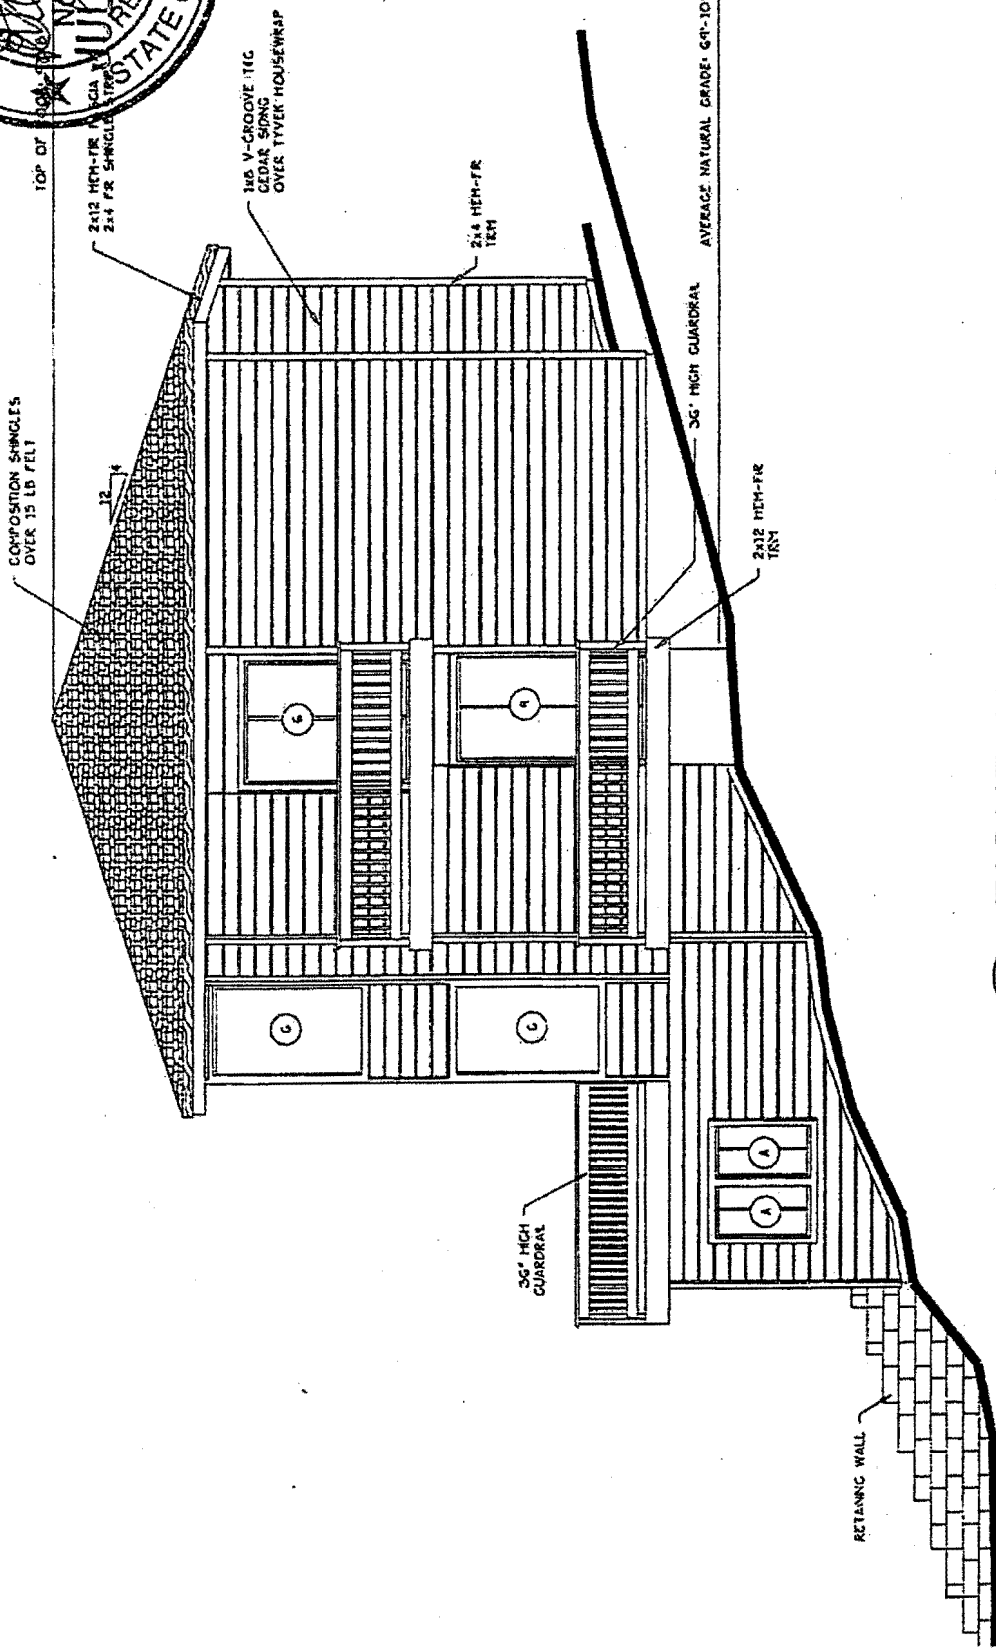 COMPOSITION SHINGLES
OVER 15 LB FELT
12
4
TOP OF
2x12 HEM-FIR
2x4 FIR SHINGLE STRIP
STATE
1x8 V-GROOVE T&G
CEDAR SIDING
OVER TYVEK HOUSEWRAP
2x4 HEM-FIR
TRIM
G
G
G
A
36" HIGH GUARDRAIL
2x12 HEM-FIR
TRIM
36" HIGH
GUARDRAIL
A
A
AVERAGE NATURAL GRADE:
RETAINING WALL